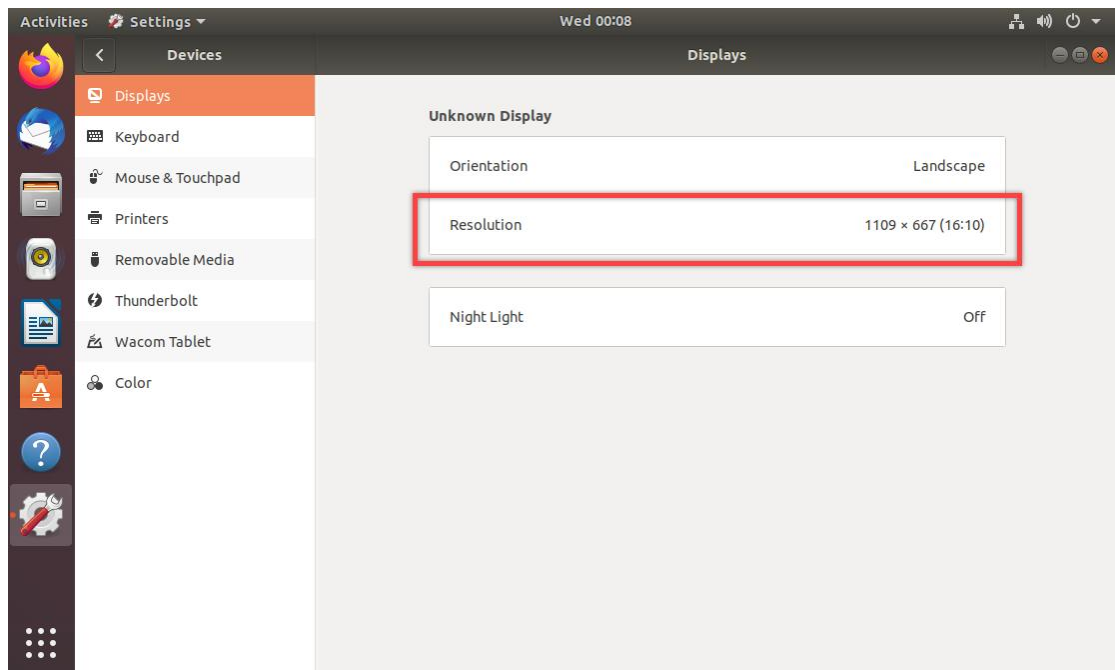 Activities Settings Wed 00:08
Devices Displays
Displays
Keyboard
Mouse & Touchpad
Printers
Removable Media
Thunderbolt
Wacom Tablet
Color
Unknown Display
Orientation Landscape
Resolution 1109 × 667 (16:10)
Night Light Off